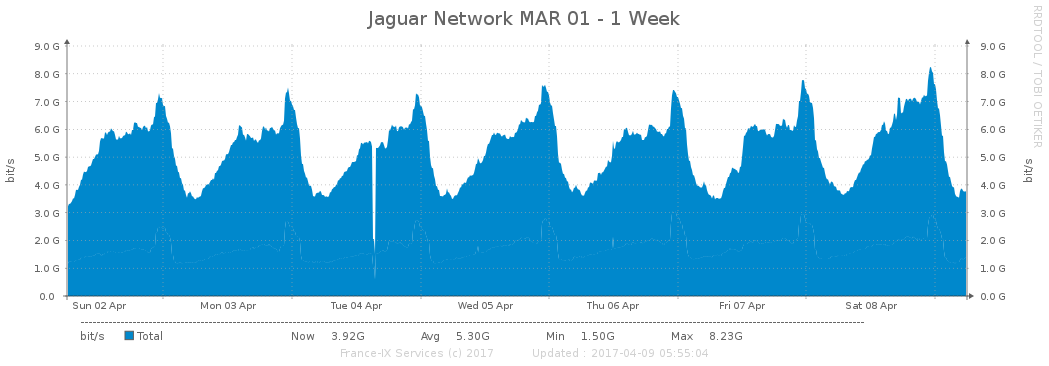 Jaguar Network MAR 01 - 1 Week
RRDTOOL / TOBI OETIKER
bit/s
9.0 G 9.0 G
8.0 G 8.0 G
7.0 G 7.0 G
6.0 G 6.0 G
5.0 G 5.0 G
4.0 G 4.0 G
3.0 G 3.0 G
2.0 G 2.0 G
1.0 G 1.0 G
0.0 0.0 G
bit/s
Sun 02 Apr Mon 03 Apr Tue 04 Apr Wed 05 Apr Thu 06 Apr Fri 07 Apr Sat 08 Apr
bit/s Total Now 3.92G Avg 5.30G Min 1.50G Max 8.23G
France-IX Services (c) 2017 Updated : 2017-04-09 05:55:04